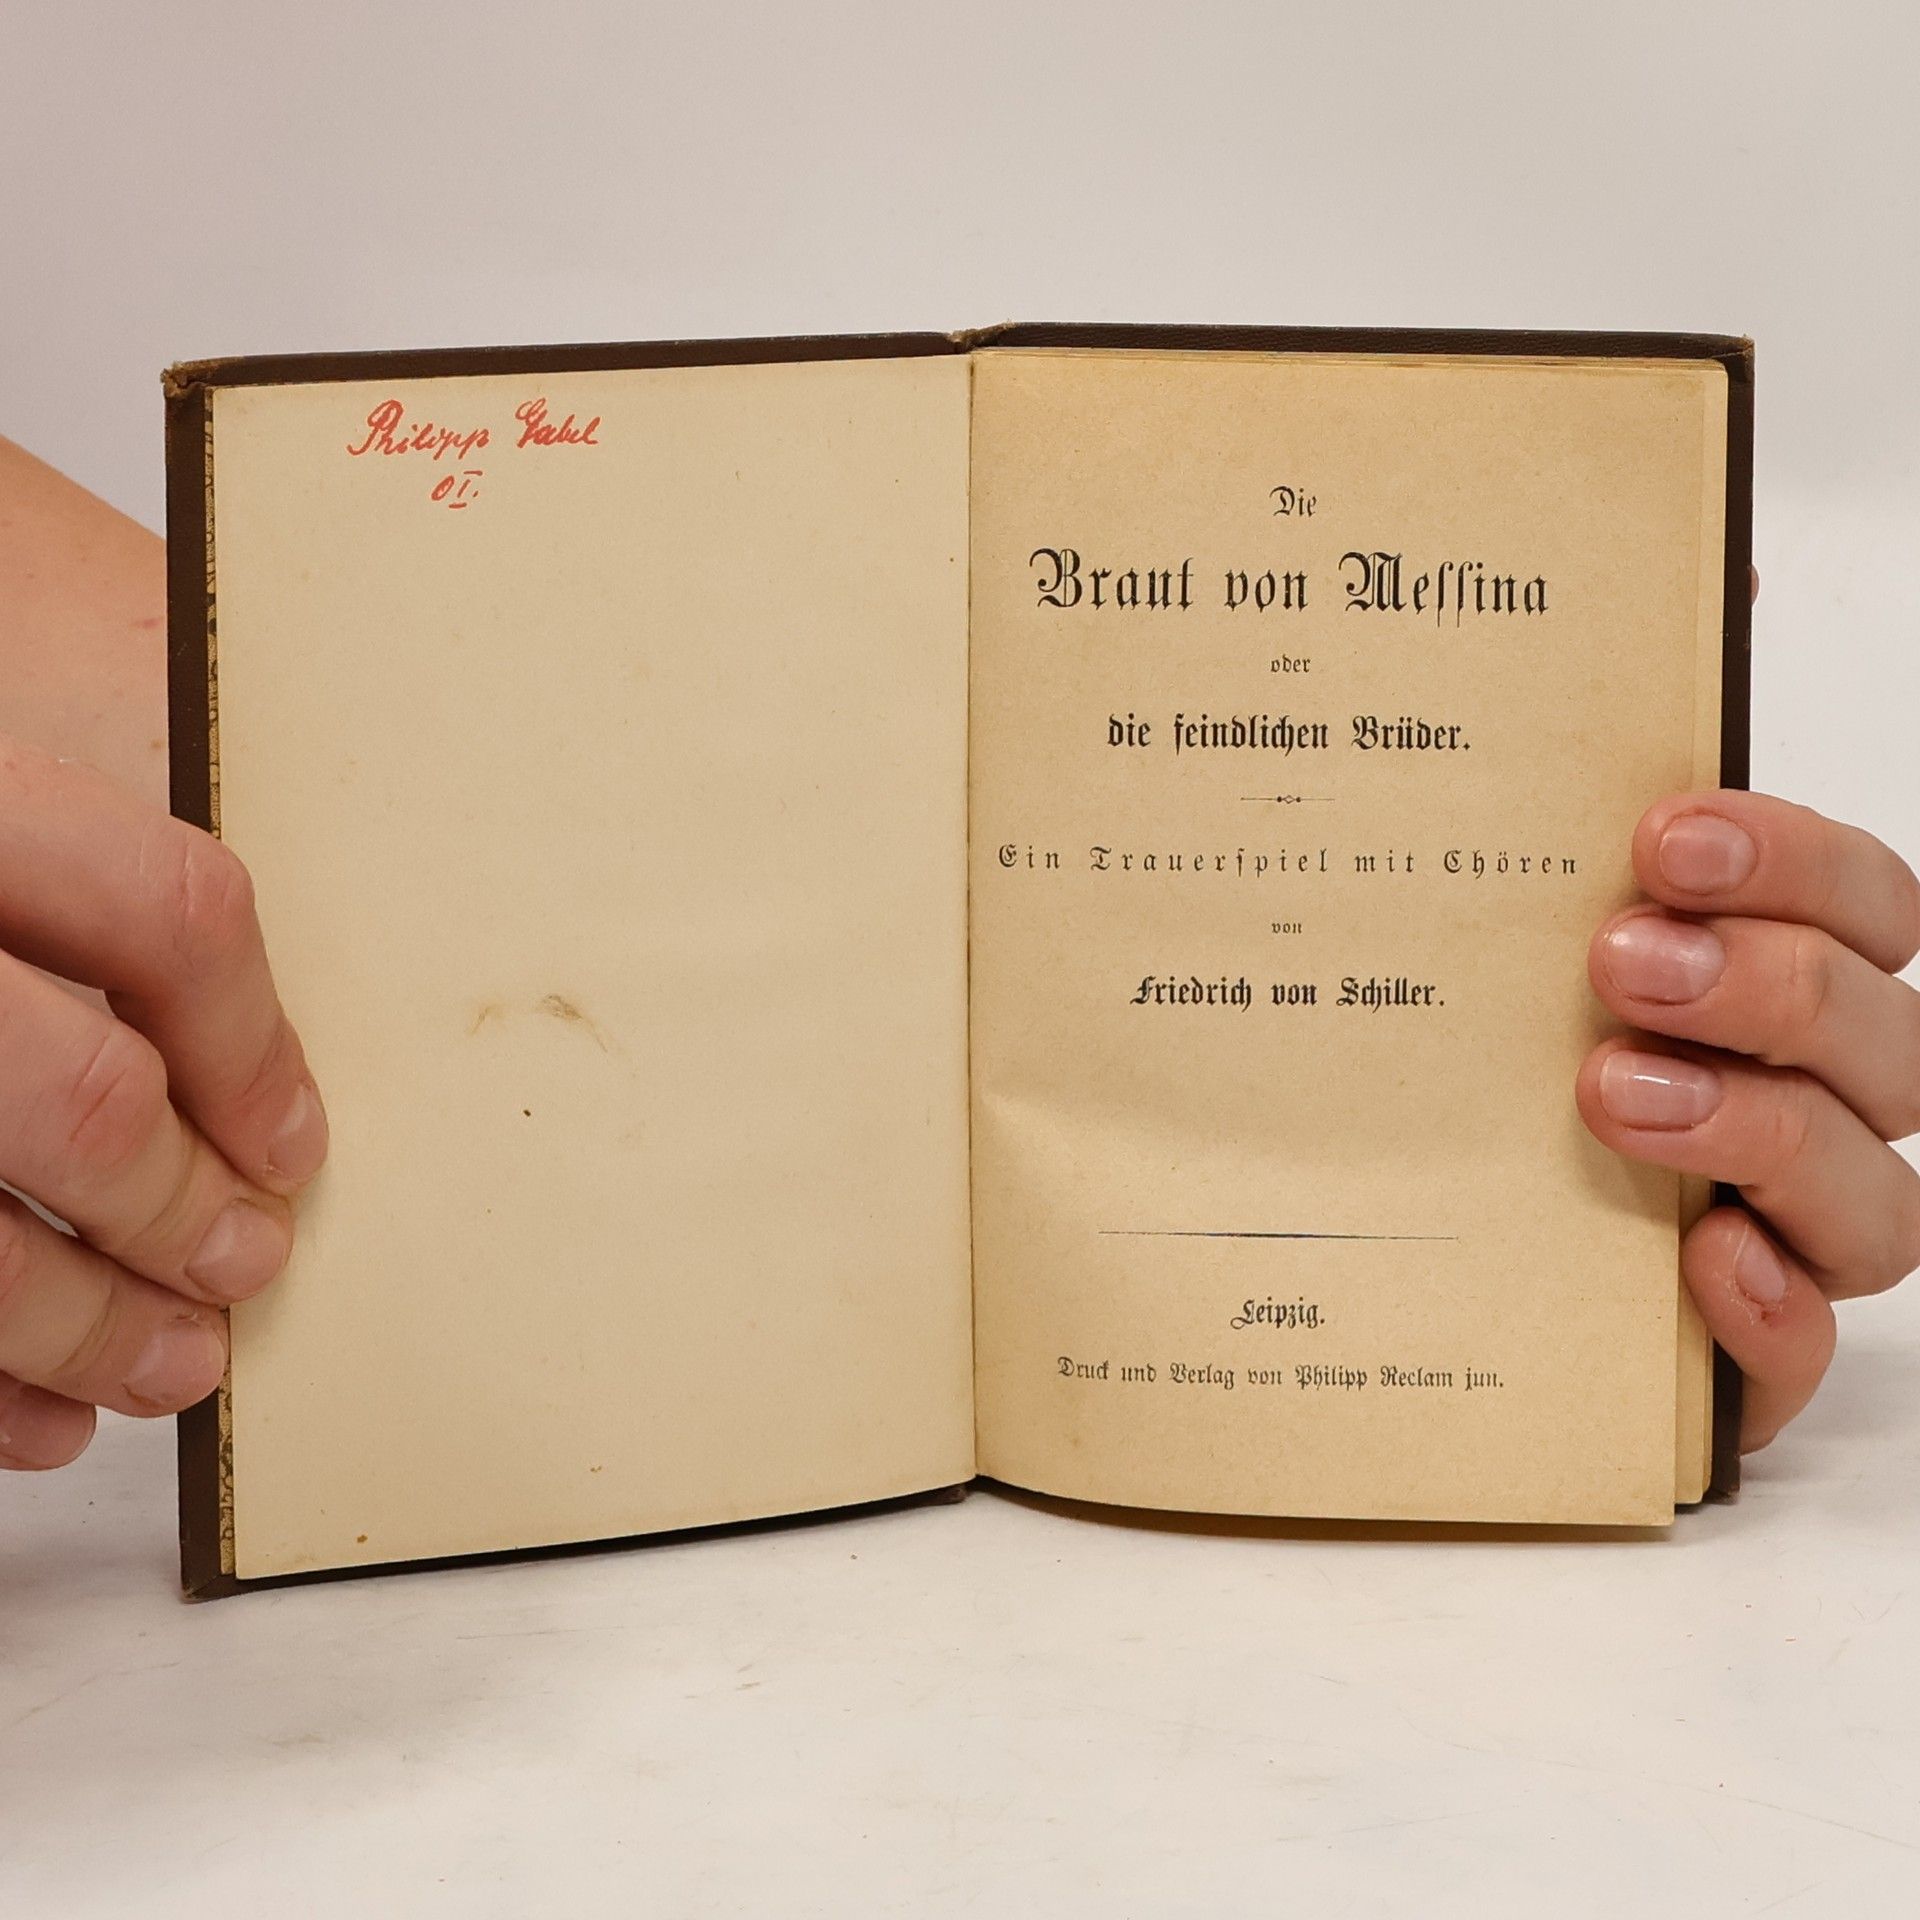 Philipp Gabel
OI.
Die
Braut von Meſſina
oder
die feindlichen Brüder.
Ein Trauerſpiel mit Chören
von
Friedrich von Schiller.
Leipzig.
Druck und Verlag von Philipp Reclam jun.